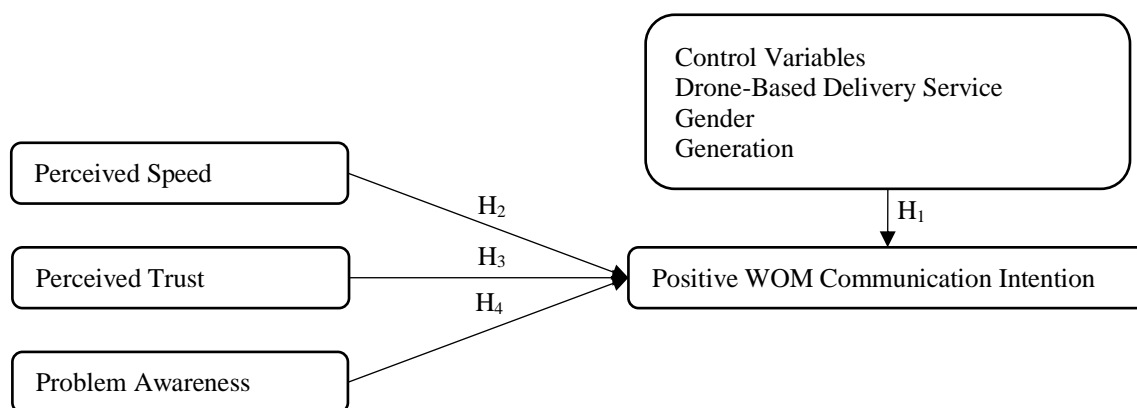 Control Variables
Drone-Based Delivery Service
Gender
Generation
Perceived Speed
H₂
H₁
Perceived Trust
H₃
Positive WOM Communication Intention
H₄
Problem Awareness